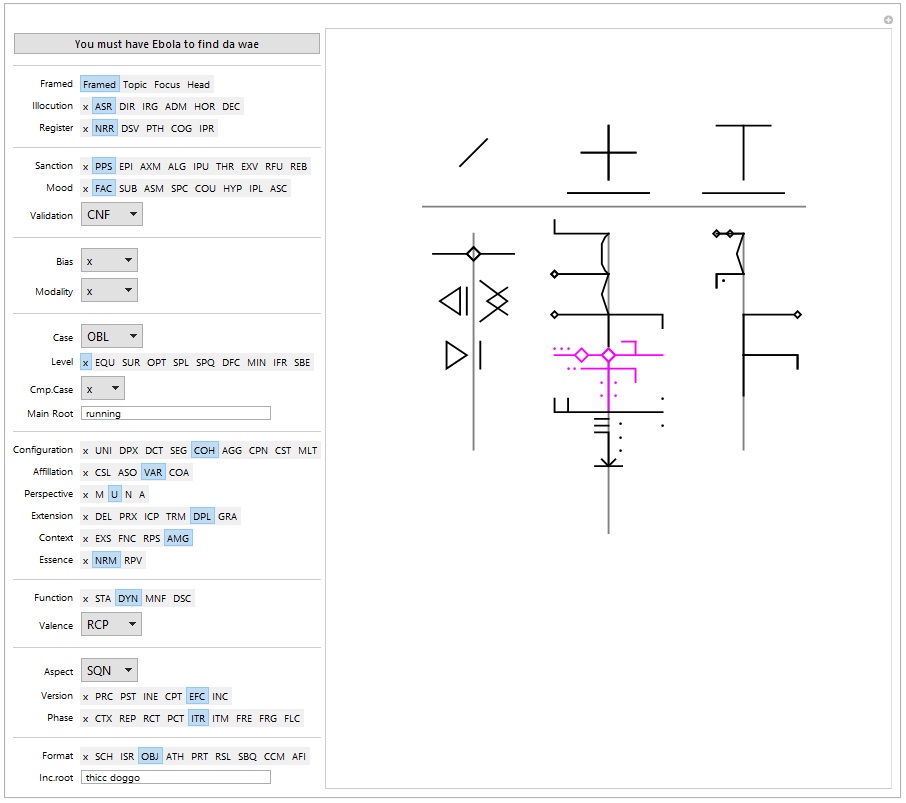 You must have Ebola to find da wae
Framed Framed Topic Focus Head
Illocution x ASR DIR IRG ADM HOR DEC
Register x NRR DSV PTH COG IPR
Sanction x PPS EPI AXM ALG IPU THR EXV RFU REB
Mood x FAC SUB ASM SPC COU HYP IPL ASC
Validation CNF
Bias x
Modality x
Case OBL
Level x EQU SUR OPT SPL SPQ DFC MIN IFR SBE
Cmp.Case x
Main Root running
Configuration x UNI DPX DCT SEG COH AGG CPN CST MLT
Affillation x CSL ASO VAR COA
Perspective x M U N A
Extension x DEL PRX ICP TRM DPL GRA
Context x EXS FNC RPS AMG
Essence x NRM RPV
Function x STA DYN MNF DSC
Valence RCP
Aspect SQN
Version x PRC PST INE CPT EFC INC
Phase x CTX REP RCT PCT ITR ITM FRE FRG FLC
Format x SCH ISR OBJ ATH PRT RSL SBQ CCM AFI
Inc.root thicc doggo